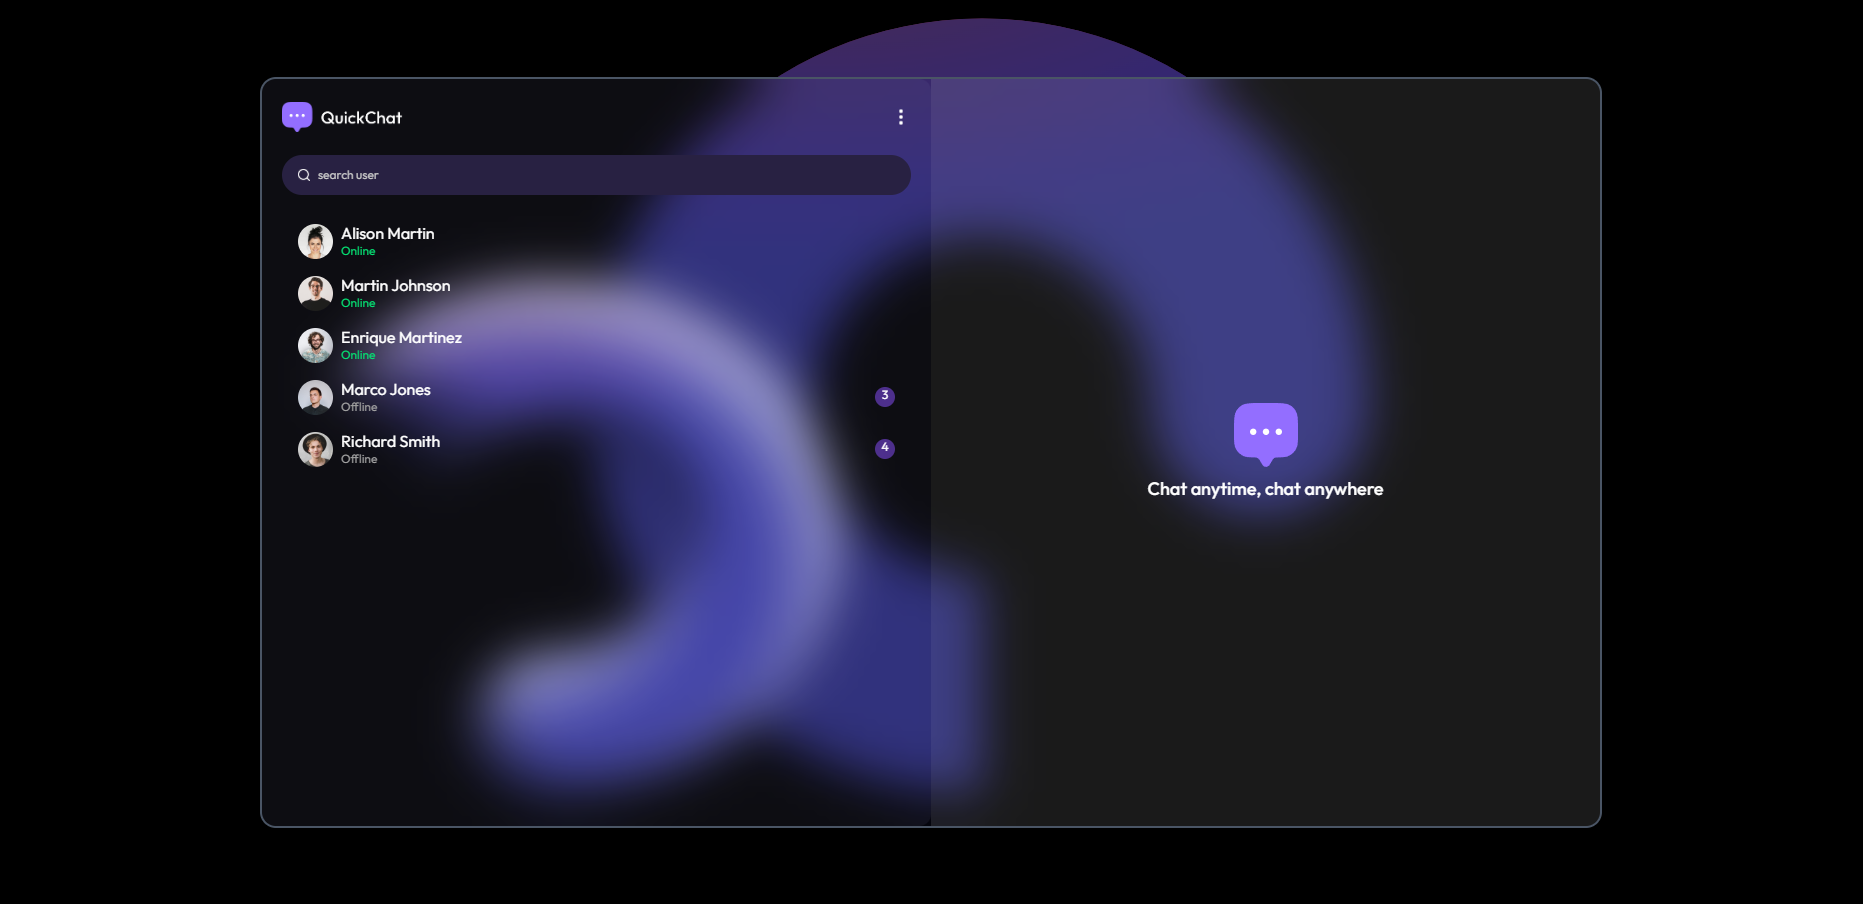 QuickChat
search user
Alison Martin
Online
Martin Johnson
Online
Enrique Martinez
Online
Marco Jones
Offline
3
Richard Smith
Offline
4
Chat anytime, chat anywhere